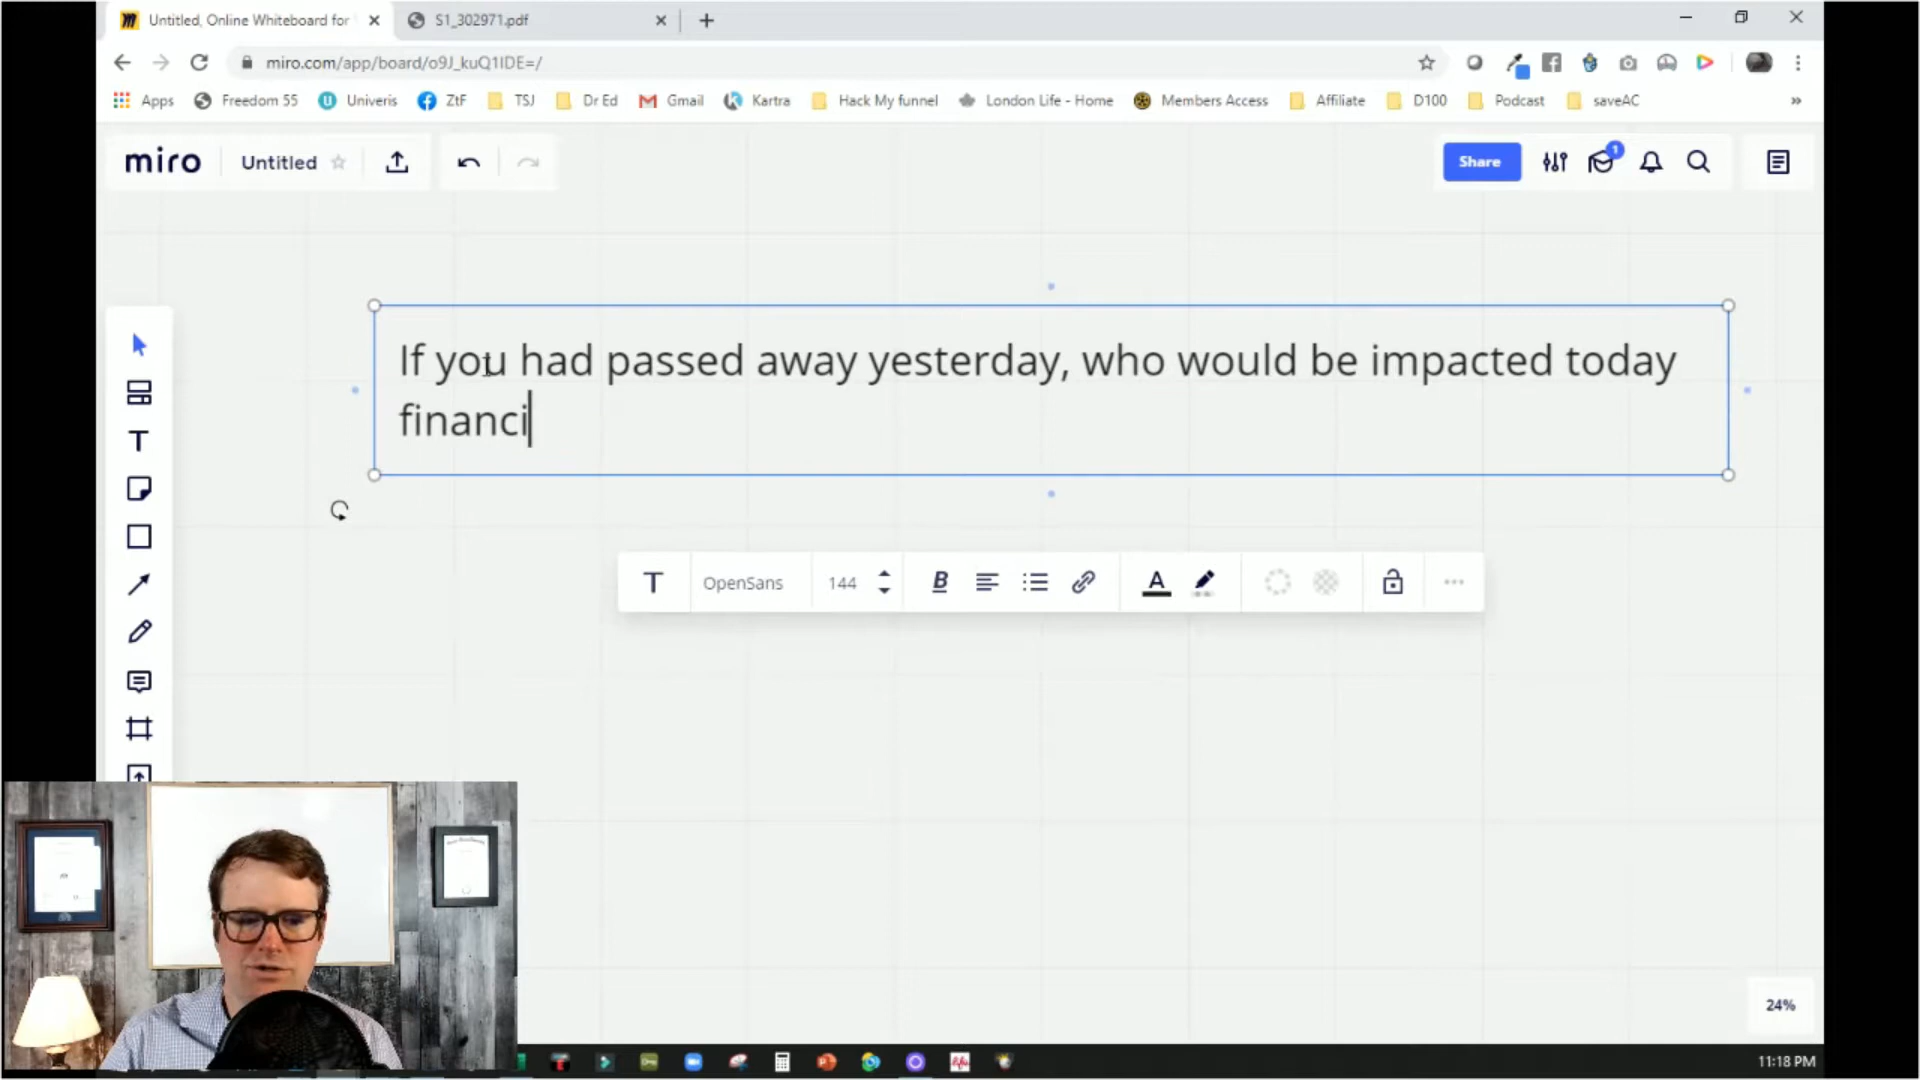 Untitled, Online Whiteboard for
S1_302971.pdf
miro.com/app/board/o9J_kuQ1IDE=/
Apps Freedom 55 Univeris ZtF TSJ Dr Ed Gmail Kartra Hack My funnel London Life - Home Members Access Affiliate D100 Podcast saveAC »
miro Untitled Share 1
If you had passed away yesterday, who would be impacted today
financi
T OpenSans 144 B A
T
24%
11:18 PM